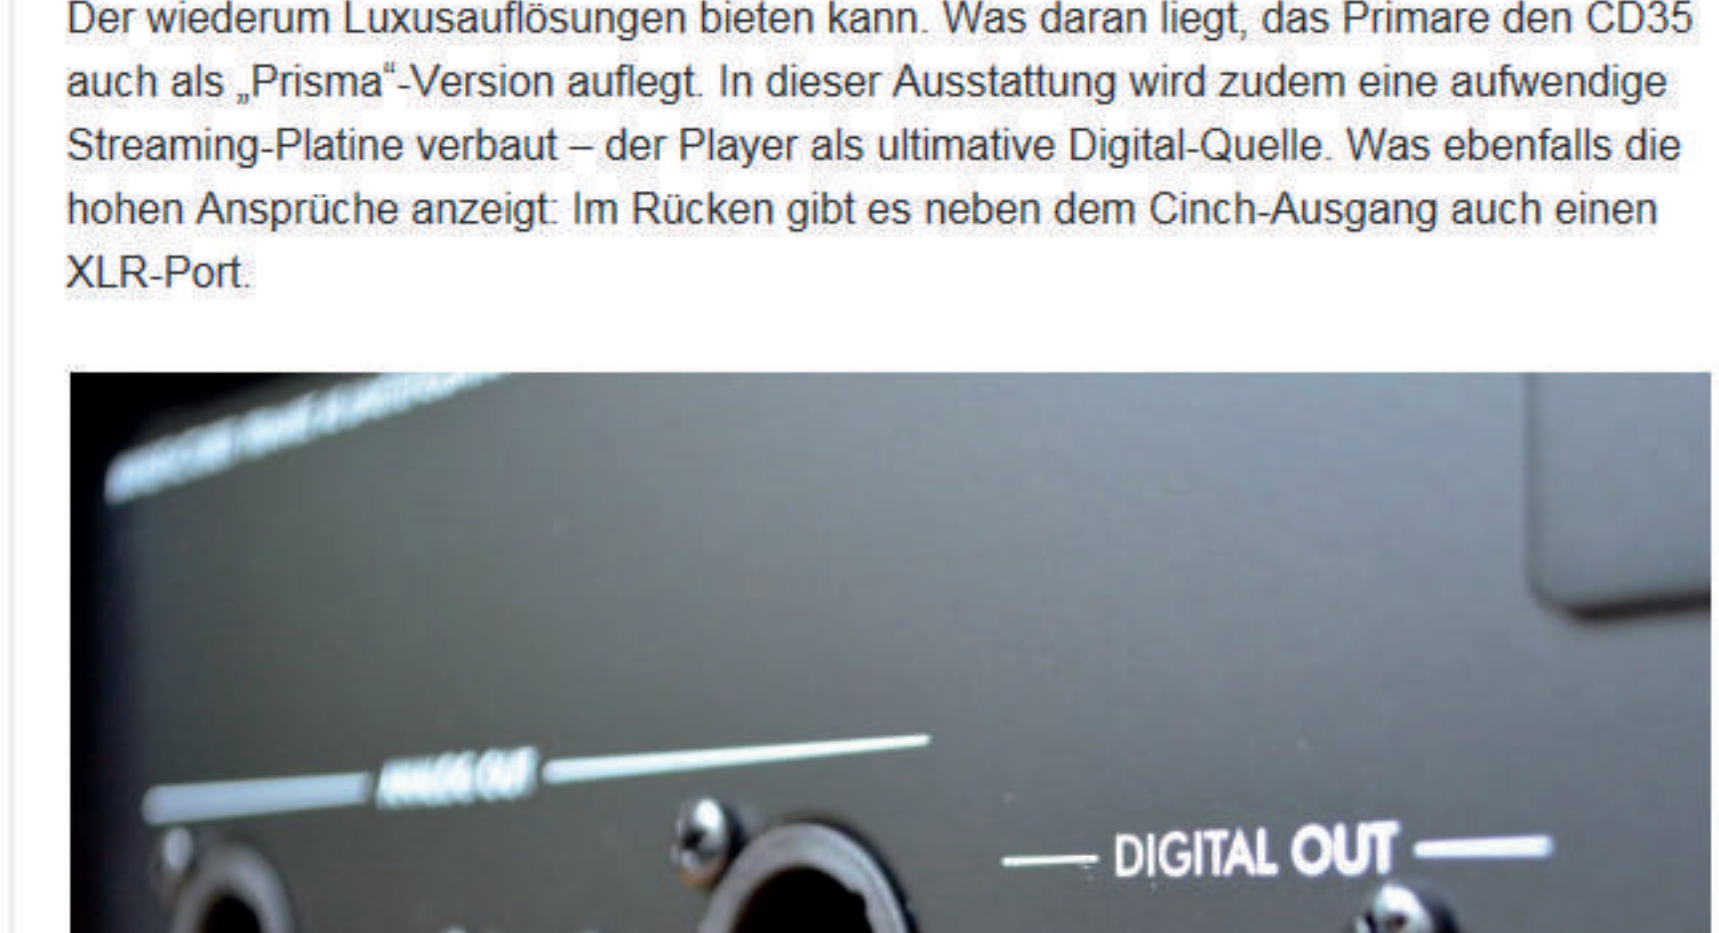 Der wiederum Luxusauflösungen bieten kann. Was daran liegt, das Primare den CD35
auch als „Prisma“-Version auflegt. In dieser Ausstattung wird zudem eine aufwendige
Streaming-Platine verbaut – der Player als ultimative Digital-Quelle. Was ebenfalls die
hohen Ansprüche anzeigt: Im Rücken gibt es neben dem Cinch-Ausgang auch einen
XLR-Port.
ANALOG OUT
DIGITAL OUT